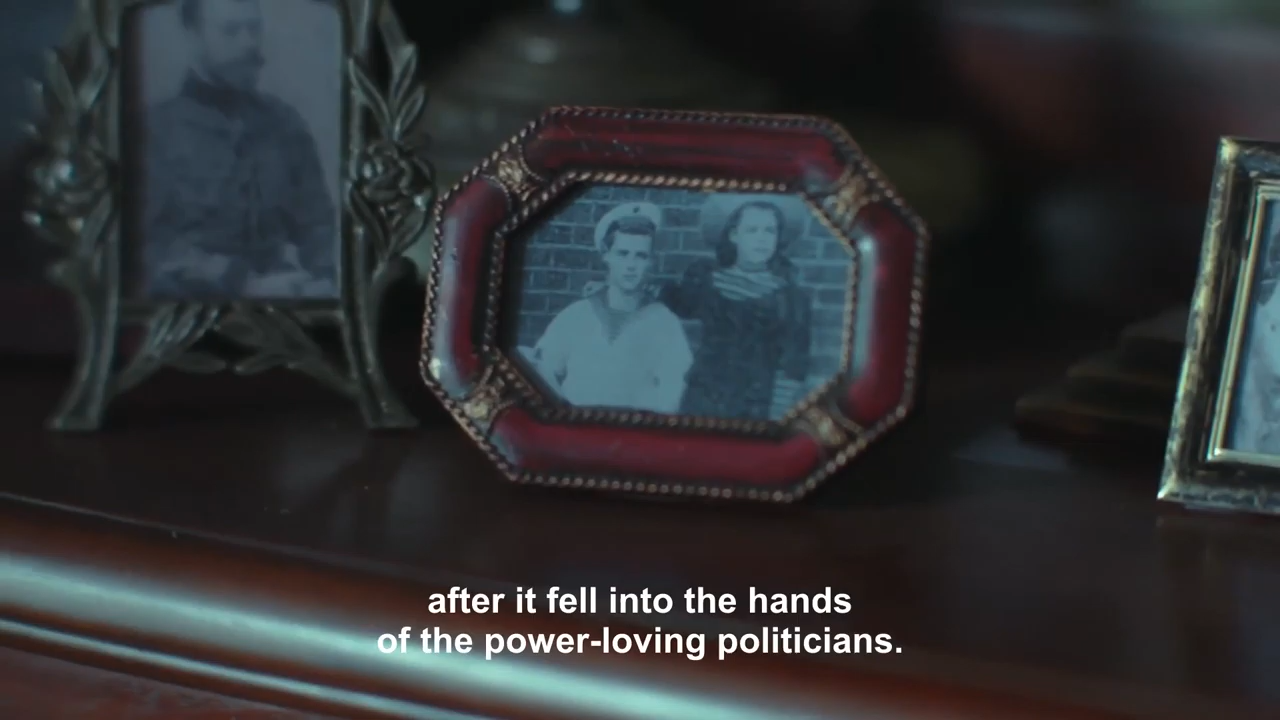 after it fell into the hands
of the power-loving politicians.